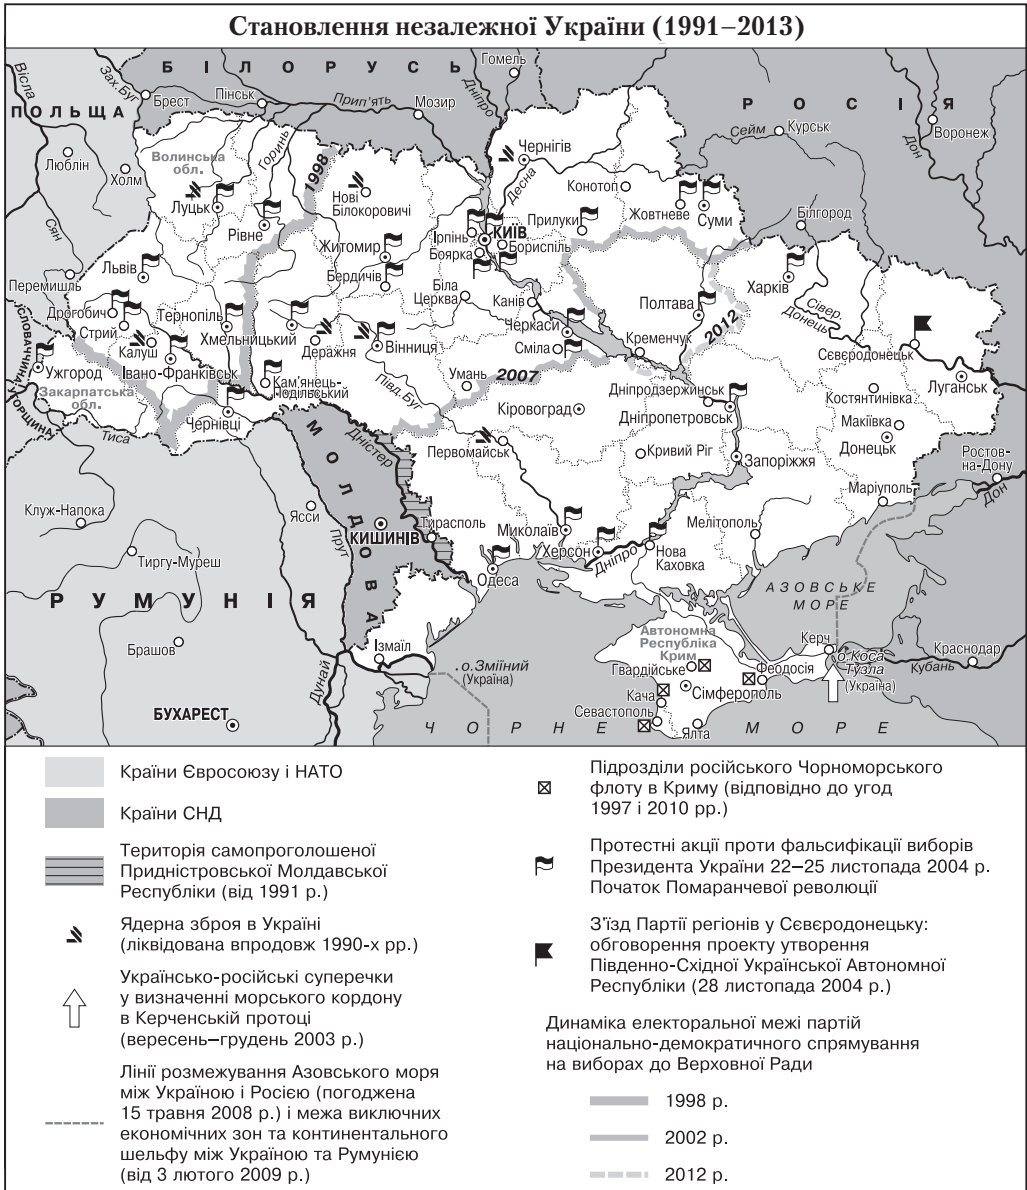 Становлення незалежної України (1991–2013)
БІЛОРУСЬ
ПОЛЬЩА
РОСІЯ
Вісла
Зах.Буг
Брест
Пінськ
Прип'ять
Мозир
Дніпро
Гомель
Сейм
Курськ
Дон
Воронеж
Люблін
Холм
Волинська
обл.
Горинь
1998
Чернігів
Десна
Луцьк
Рівне
Нові
Білокоровичі
Конотоп
Жовтневе
Суми
Білгород
Сян
Прилуки
Житомир
Ірпінь
КИЇВ
Бориспіль
Боярка
Бердичів
Львів
Перемишль
Дрогобич
Стрий
Калуш
Тернопіль
Хмельницький
Деражня
Вінниця
Біла
Церква
Канів
Черкаси
Сміла
Полтава
2012
Харків
Сівер.
Донець
Кременчук
Сєвєродонецьк
Луганськ
СЛОВАЧЧИНА
УГОРЩИНА
Ужгород
Закарпатська
обл.
Івано-Франківськ
Кам'янець-
Подільський
Чернівці
Тиса
Умань
2007
Півд.Буг
Кіровоград
Дніпродзержинськ
Дніпропетровськ
Костянтинівка
Макіївка
Донецьк
Первомайськ
Кривий Ріг
Запоріжжя
Ростов-
на-Дону
Дон
Маріуполь
МОЛДОВА
Дністер
Клуж-Напока
Ясси
Прут
КИШИНІВ
Тирасполь
Миколаїв
Херсон
Дніпро
Нова
Каховка
Мелітополь
Одеса
Тиргу-Муреш
РУМУНІЯ
АЗОВСЬКЕ
МОРЕ
Брашов
Ізмаїл
Дунай
о.Зміїний
(Україна)
Автономна
Республіка
Крим
Гвардійське
Сімферополь
Феодосія
Керч
о.Коса
Тузла
(Україна)
Краснодар
Кубань
Кача
Севастополь
Ялта
БУХАРЕСТ
ЧОРНЕ МОРЕ
Країни Євросоюзу і НАТО
Країни СНД
Територія самопроголошеної
Придністровської Молдавської
Республіки (від 1991 р.)
Ядерна зброя в Україні
(ліквідована впродовж 1990-х рр.)
Українсько-російські суперечки
у визначенні морського кордону
в Керченській протоці
(вересень–грудень 2003 р.)
Лінії розмежування Азовського моря
між Україною і Росією (погоджена
15 травня 2008 р.) і межа виключних
економічних зон та континентального
шельфу між Україною та Румунією
(від 3 лютого 2009 р.)
Підрозділи російського Чорноморського
флоту в Криму (відповідно до угод
1997 і 2010 рр.)
Протестні акції проти фальсифікації виборів
Президента України 22–25 листопада 2004 р.
Початок Помаранчевої революції
З'їзд Партії регіонів у Сєвєродонецьку:
обговорення проекту утворення
Південно-Східної Української Автономної
Республіки (28 листопада 2004 р.)
Динаміка електоральної межі партій
національно-демократичного спрямування
на виборах до Верховної Ради
1998 р.
2002 р.
2012 р.